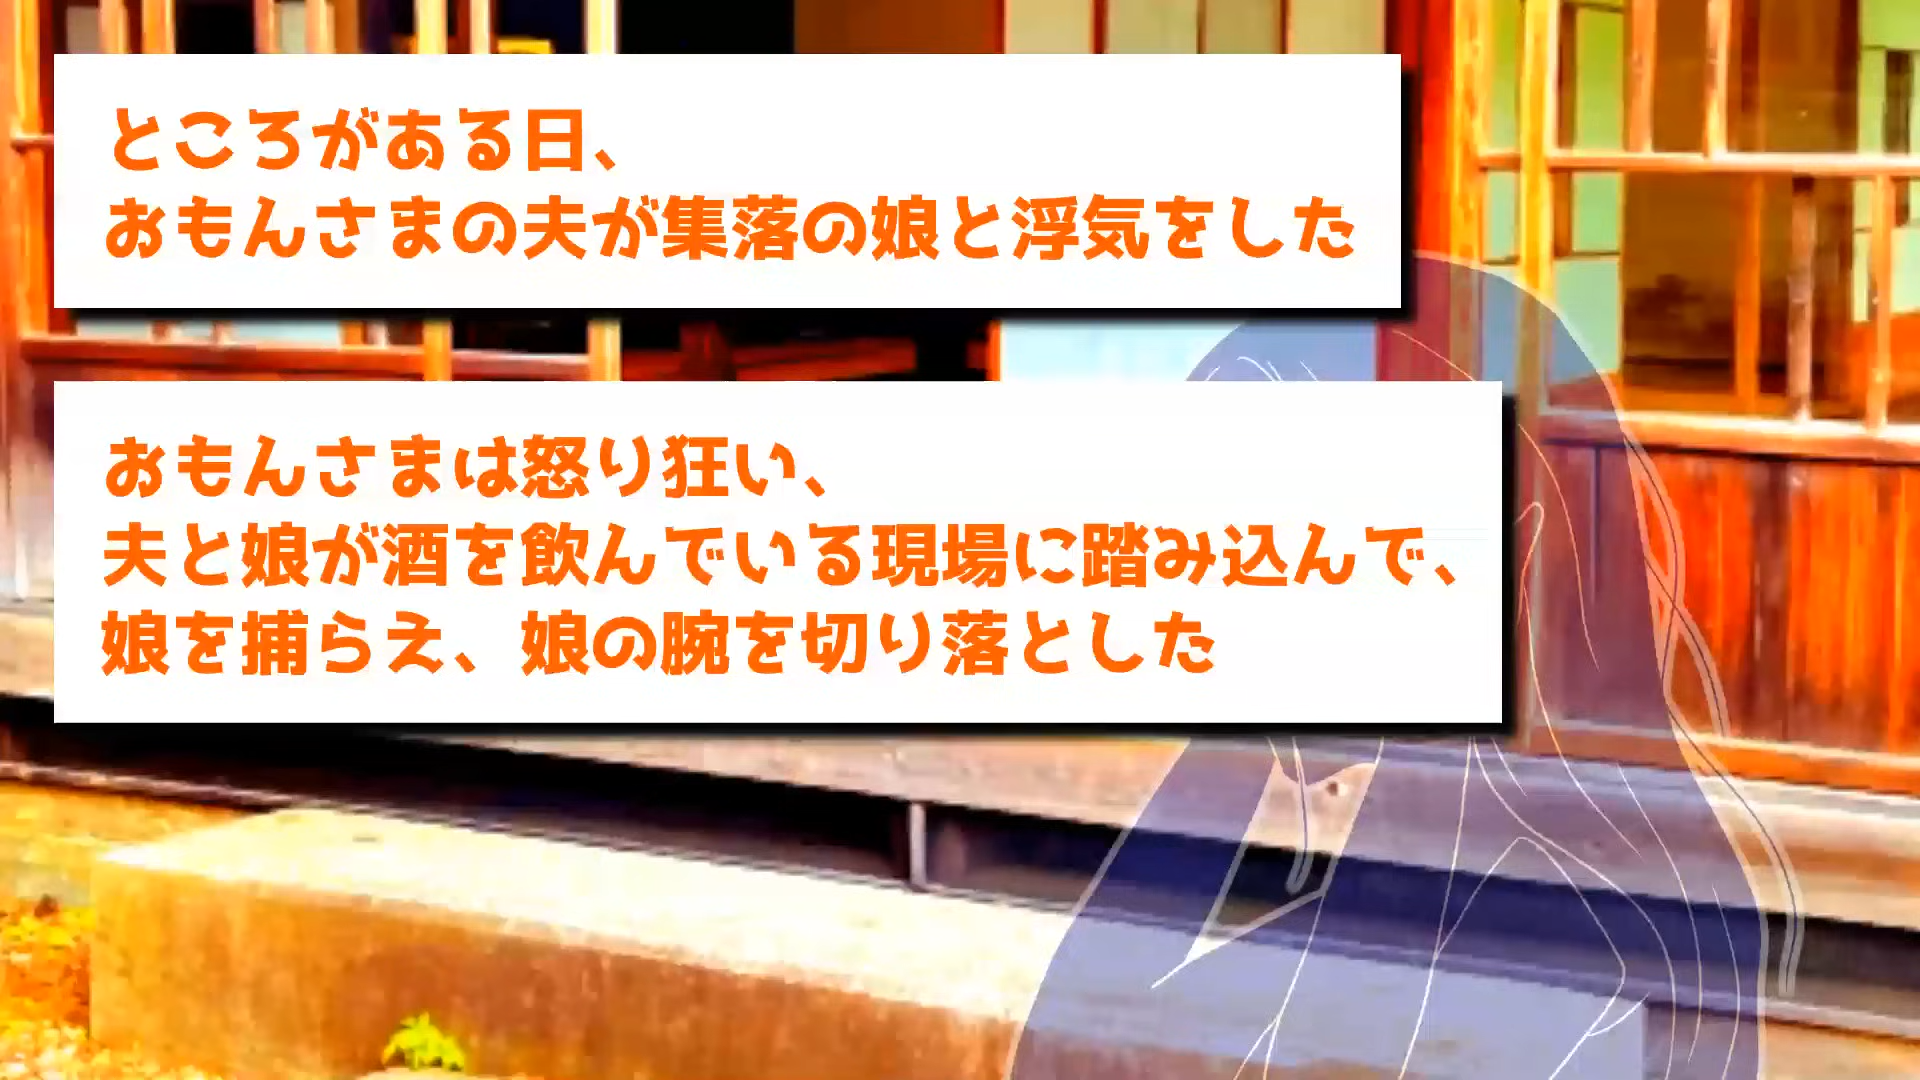 ところがある日、
おもんさまの夫が集落の娘と浮気をした
おもんさまは怒り狂い、
夫と娘が酒を飲んでいる現場に踏み込んで、
娘を捕らえ、娘の腕を切り落とした